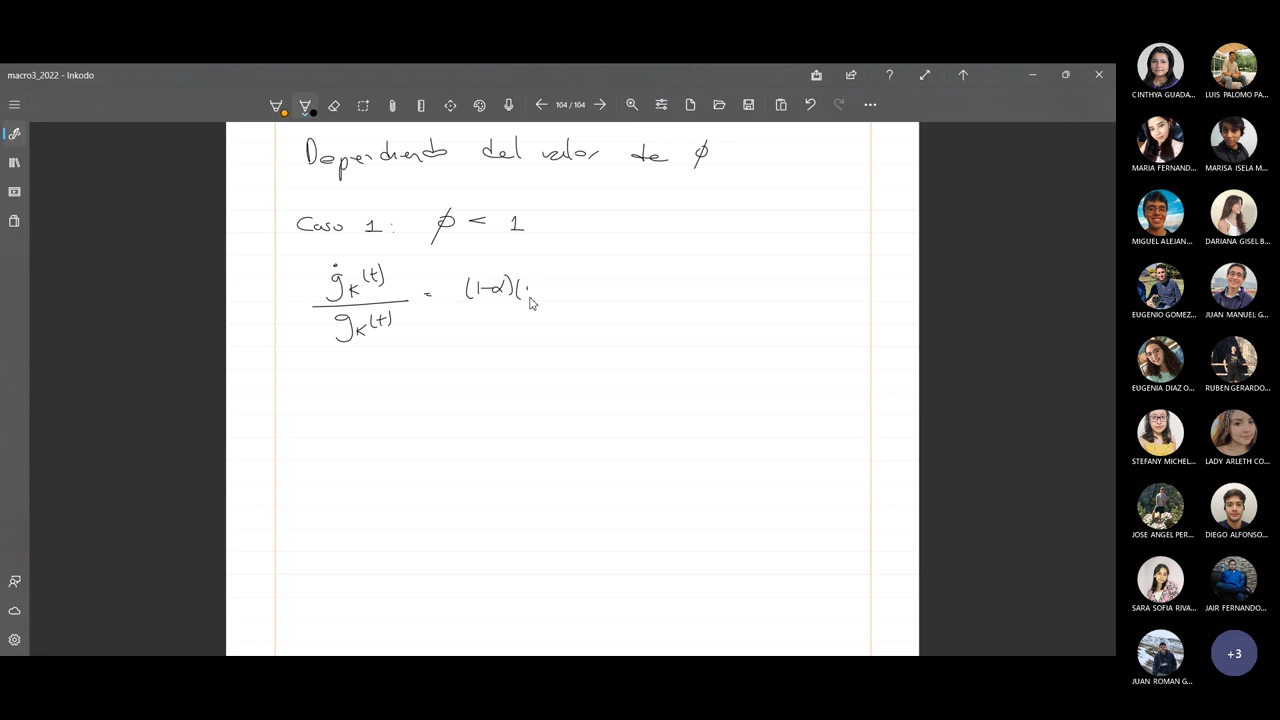 macro3_2022 - Inkodo
104 / 104
Dependiendo del valor de ϕ
Caso 1: ϕ < 1
ġ_K(t) / g_K(t) = (1-α)(
CINTHYA GUADA...
LUIS PALOMO PA...
MARIA FERNAND...
MARISA ISELA M...
MIGUEL ALEJAN...
DARIANA GISEL B...
EUGENIO GOMEZ...
JUAN MANUEL G...
EUGENIA DIAZ O...
RUBEN GERARDO...
STEFANY MICHEL...
LADY ARLETH CO...
JOSE ANGEL PER...
DIEGO ALFONSO...
SARA SOFIA RIVA...
JAIR FERNANDO...
JUAN ROMAN G...
+3